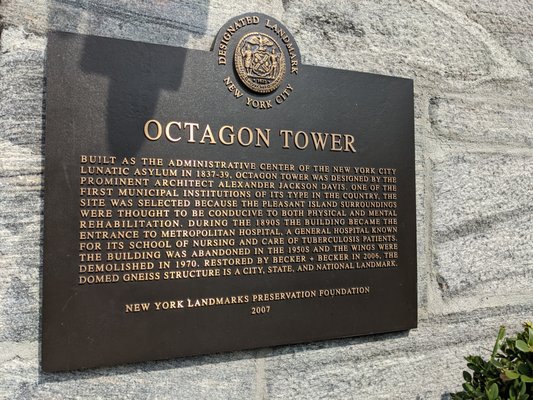 DESIGNATED LANDMARK
NEW YORK CITY
OCTAGON TOWER
BUILT AS THE ADMINISTRATIVE CENTER OF THE NEW YORK CITY
LUNATIC ASYLUM IN 1837-39, OCTAGON TOWER WAS DESIGNED BY THE
PROMINENT ARCHITECT ALEXANDER JACKSON DAVIS. ONE OF THE
FIRST MUNICIPAL INSTITUTIONS OF ITS TYPE IN THE COUNTRY, THE
SITE WAS SELECTED BECAUSE THE PLEASANT ISLAND SURROUNDINGS
WERE THOUGHT TO BE CONDUCIVE TO BOTH PHYSICAL AND MENTAL
REHABILITATION. DURING THE 1890S THE BUILDING BECAME THE
ENTRANCE TO METROPOLITAN HOSPITAL, A GENERAL HOSPITAL KNOWN
FOR ITS SCHOOL OF NURSING AND CARE OF TUBERCULOSIS PATIENTS.
THE BUILDING WAS ABANDONED IN THE 1950S AND THE WINGS WERE
DEMOLISHED IN 1970. RESTORED BY BECKER + BECKER IN 2006, THE
DOMED GNEISS STRUCTURE IS A CITY, STATE, AND NATIONAL LANDMARK.
NEW YORK LANDMARKS PRESERVATION FOUNDATION
2007